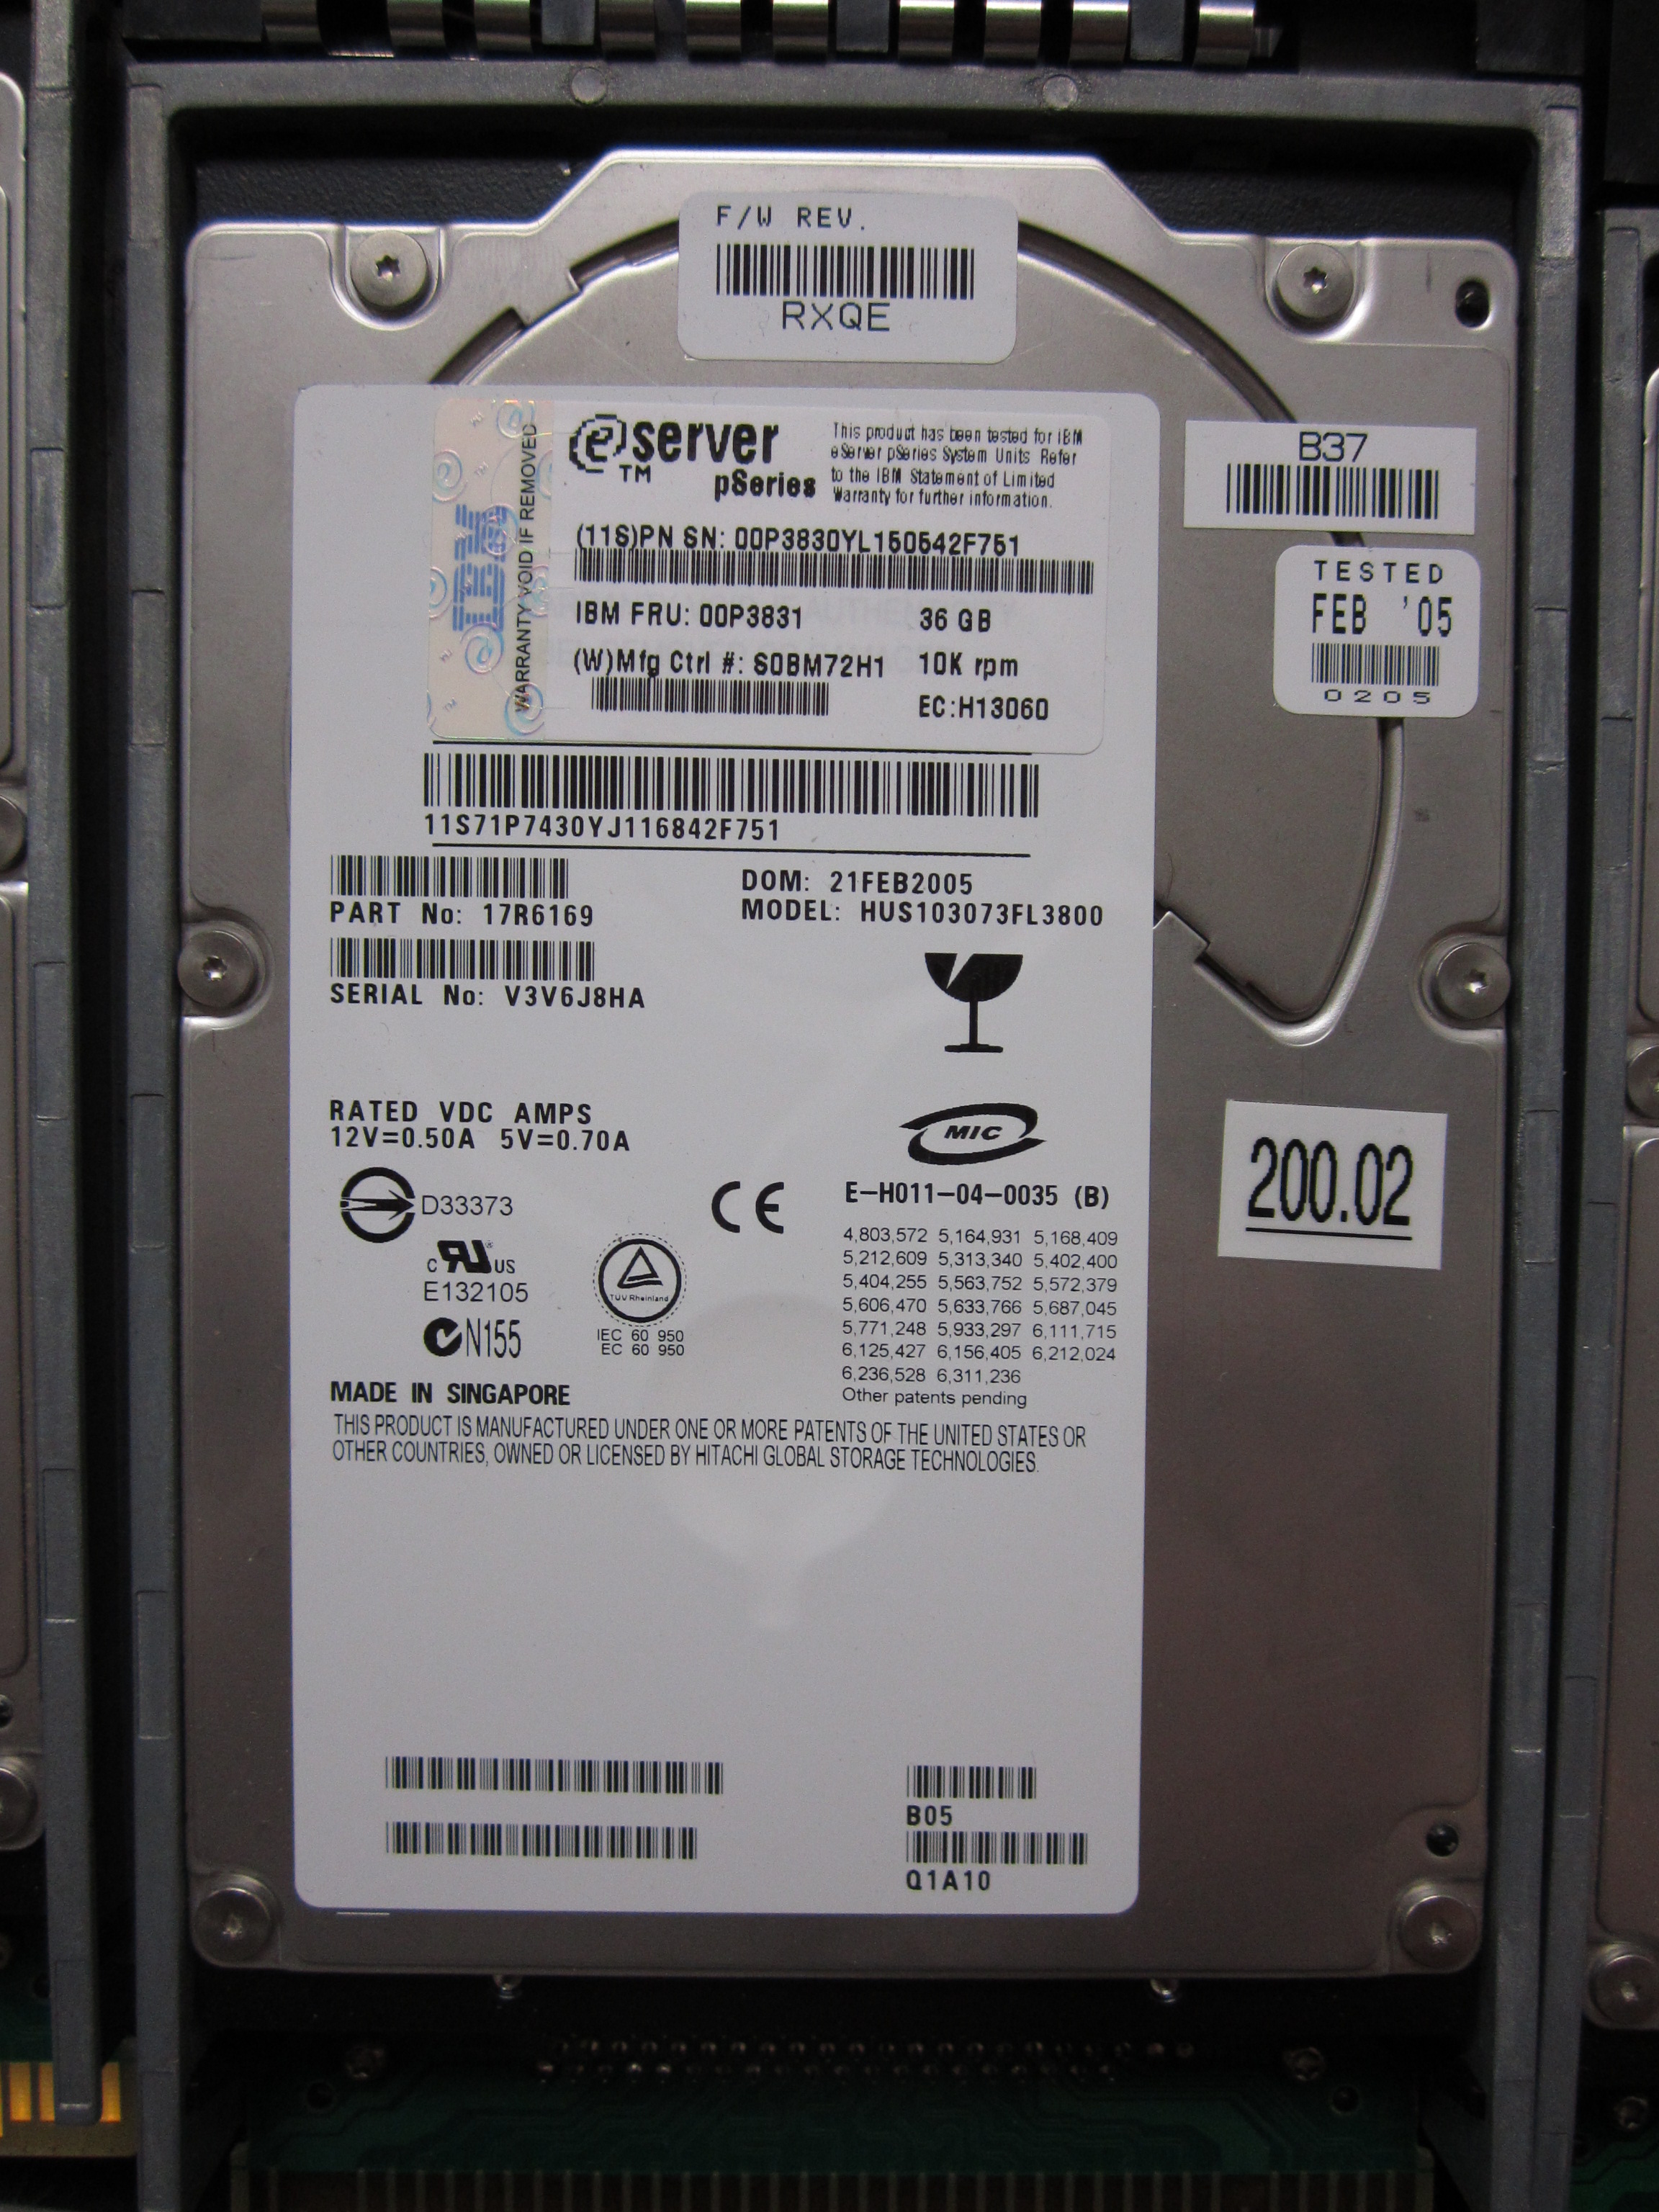 F/W REV.
RXQE
IBM
WARRANTY VOID IF REMOVED
e server
TM
pSeries
This product has been tested for IBM
eServer pSeries System Units Refer
to the IBM Statement of Limited
Warranty for further information.
(11S)PN SN: 00P3830YL150542F751
IBM FRU: 00P3831 36 GB
(W)Mfg Ctrl #: S0BM72H1 10K rpm
EC:H13060
B37
TESTED
FEB '05
0205
11S71P7430YJ116842F751
PART No: 17R6169
DOM: 21FEB2005
MODEL: HUS103073FL3800
SERIAL No: V3V6J8HA
RATED VDC AMPS
12V=0.50A 5V=0.70A
MIC
E-H011-04-0035 (B)
200.02
D33373
CE
c RU ® US
E132105
TÜV Rheinland
IEC 60 950
EC 60 950
N155
4,803,572 5,164,931 5,168,409
5,212,609 5,313,340 5,402,400
5,404,255 5,563,752 5,572,379
5,606,470 5,633,766 5,687,045
5,771,248 5,933,297 6,111,715
6,125,427 6,156,405 6,212,024
6,236,528 6,311,236
Other patents pending
MADE IN SINGAPORE
THIS PRODUCT IS MANUFACTURED UNDER ONE OR MORE PATENTS OF THE UNITED STATES OR
OTHER COUNTRIES, OWNED OR LICENSED BY HITACHI GLOBAL STORAGE TECHNOLOGIES.
B05
Q1A10